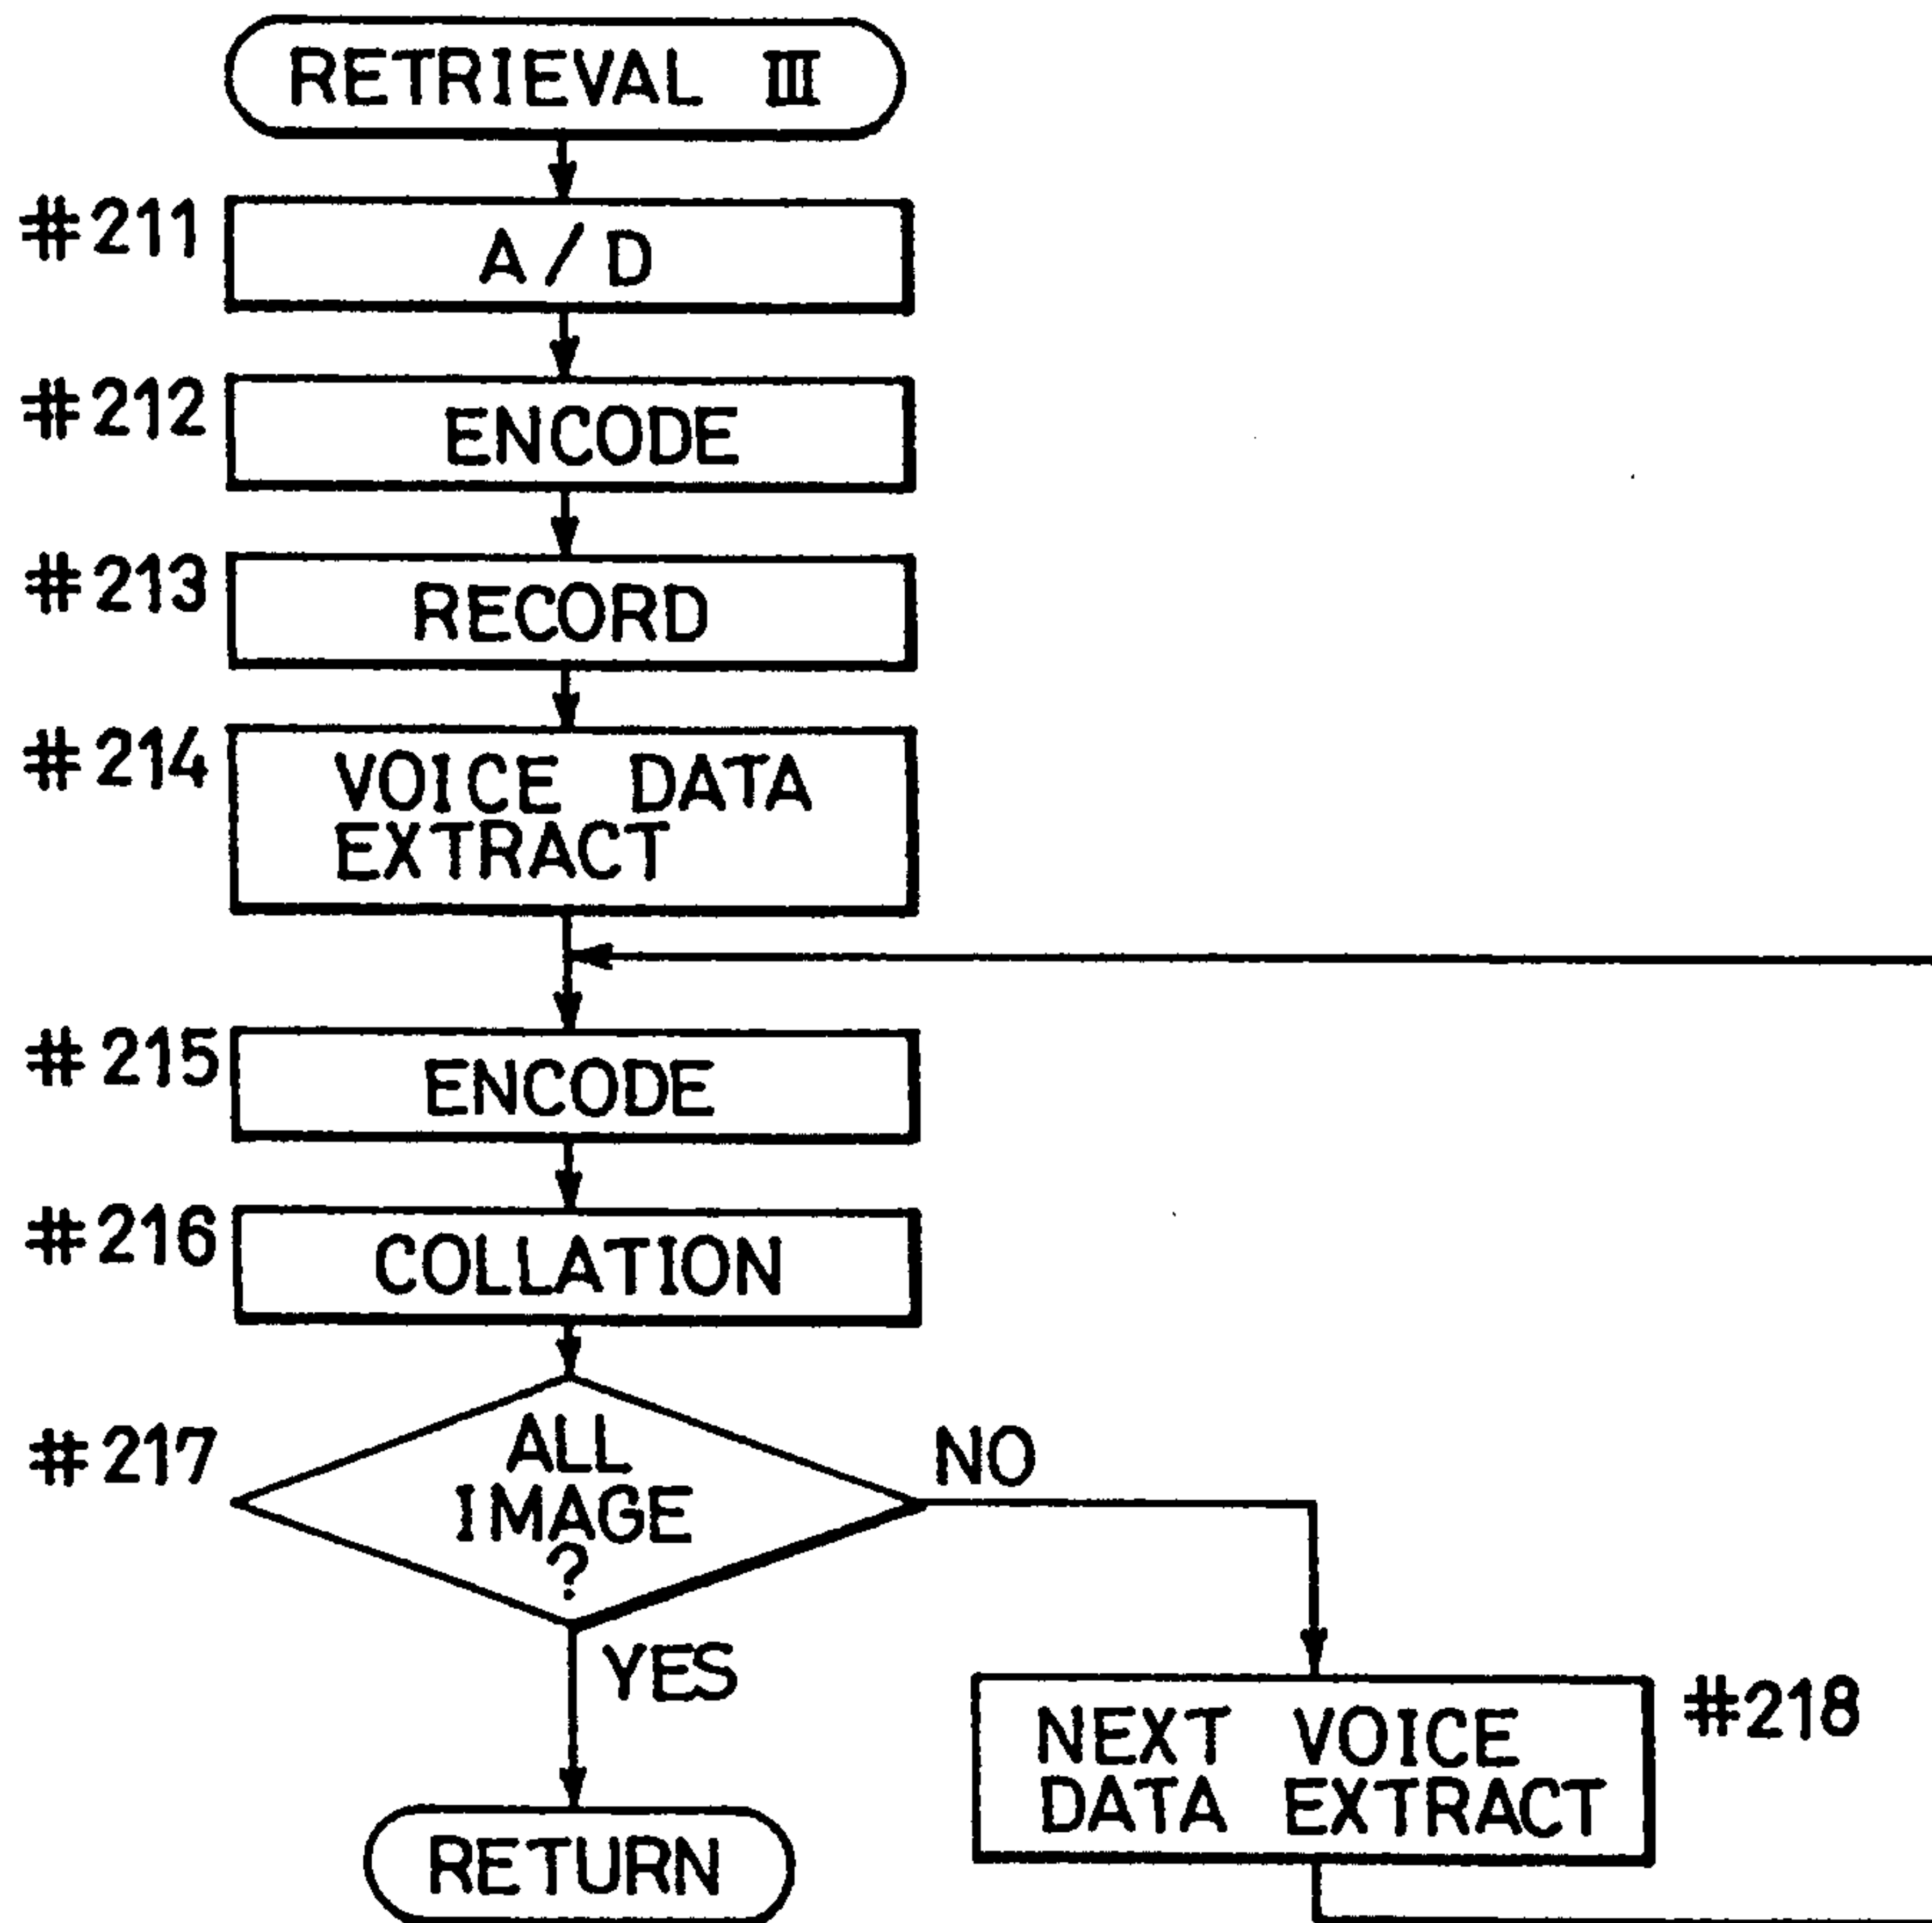 RETRIEVAL III
#211
A/D
#212
ENCODE
#213
RECORD
#214
VOICE DATA
EXTRACT
#215
ENCODE
#216
COLLATION
#217
ALL
IMAGE
?
NO
YES
NEXT VOICE
DATA EXTRACT
#218
RETURN